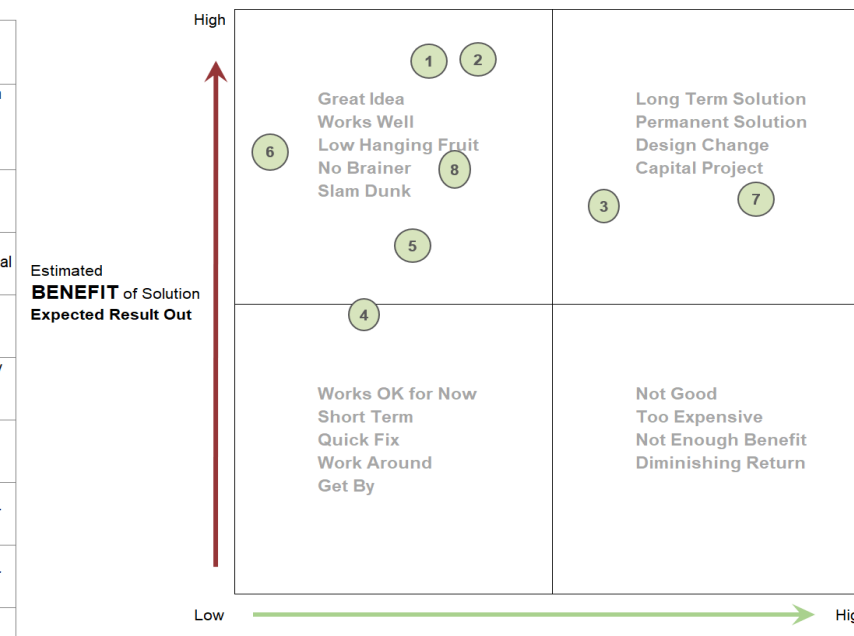 High
1
2
Great Idea
Works Well
Low Hanging Fruit
No Brainer
Slam Dunk
Long Term Solution
Permanent Solution
Design Change
Capital Project
6
8
3
7
5
al
Estimated
BENEFIT of Solution
Expected Result Out
4
Works OK for Now
Short Term
Quick Fix
Work Around
Get By
Not Good
Too Expensive
Not Enough Benefit
Diminishing Return
Low